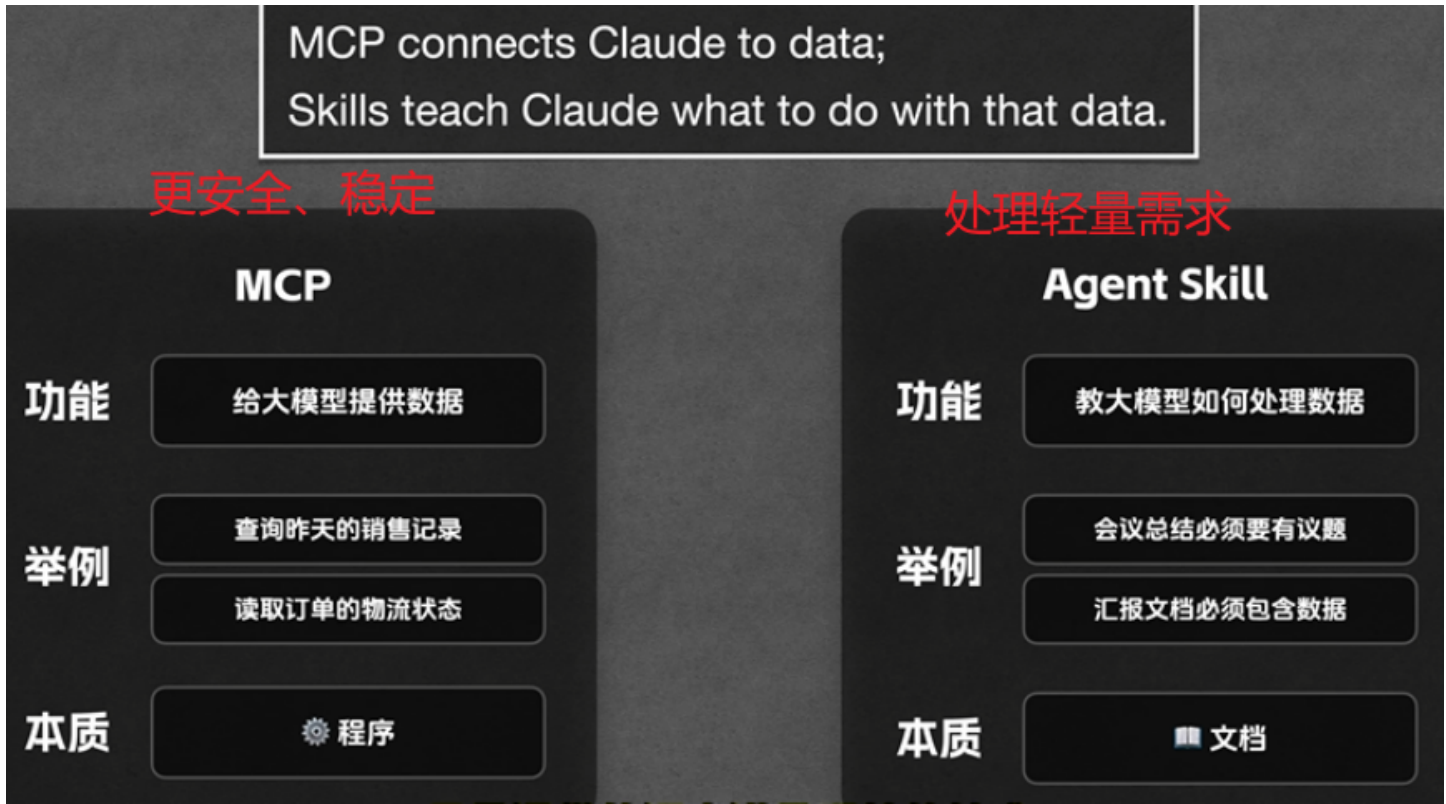 MCP connects Claude to data;
Skills teach Claude what to do with that data.
更安全、稳定
处理轻量需求
MCP
功能
给大模型提供数据
举例
查询昨天的销售记录
读取订单的物流状态
本质
程序
Agent Skill
功能
教大模型如何处理数据
举例
会议总结必须要有议题
汇报文档必须包含数据
本质
文档